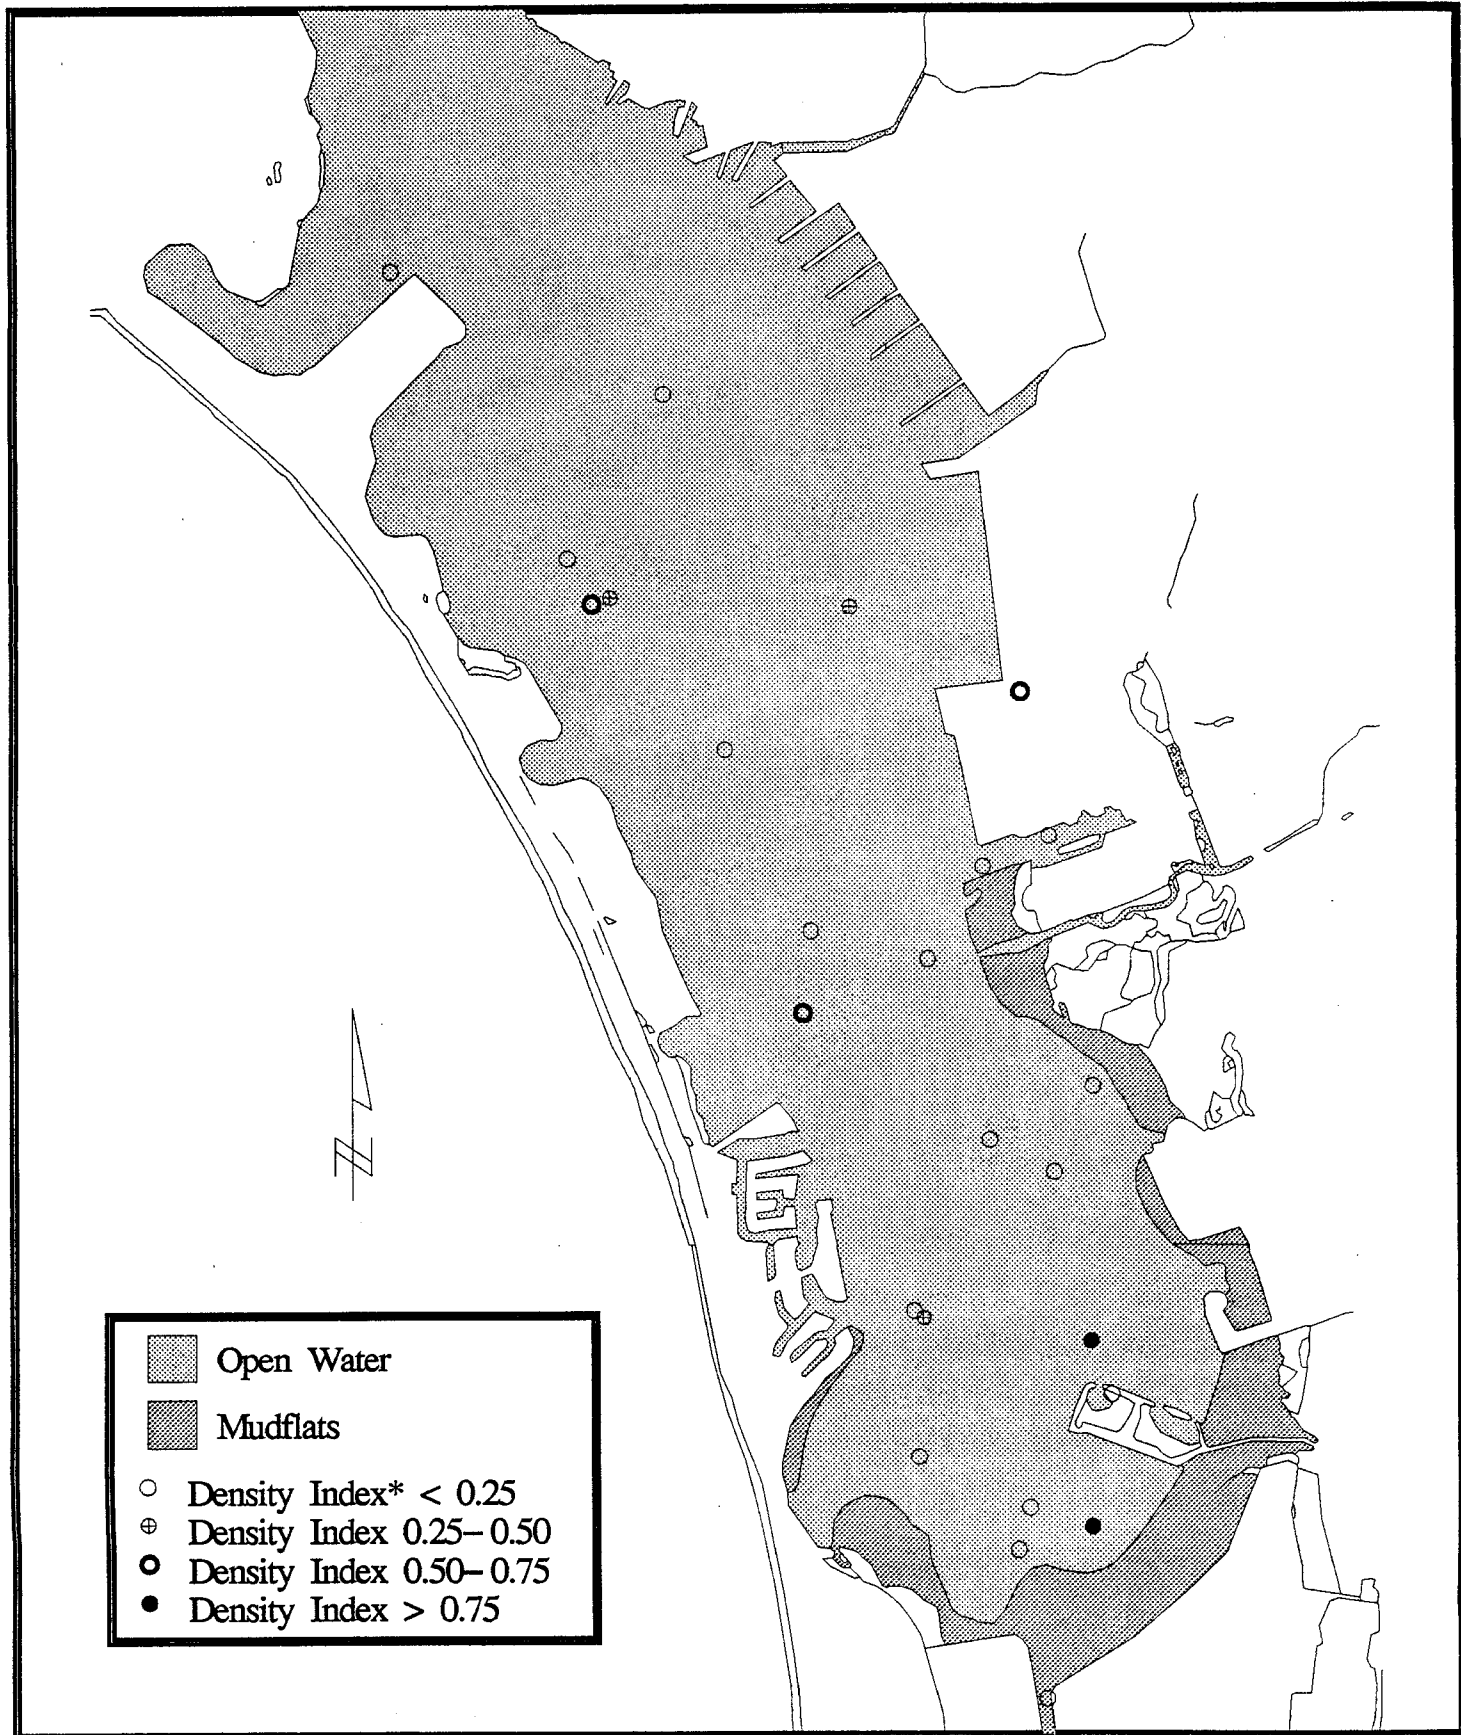 N
Open Water
Mudflats
Density Index* < 0.25
Density Index 0.25–0.50
Density Index 0.50–0.75
Density Index > 0.75